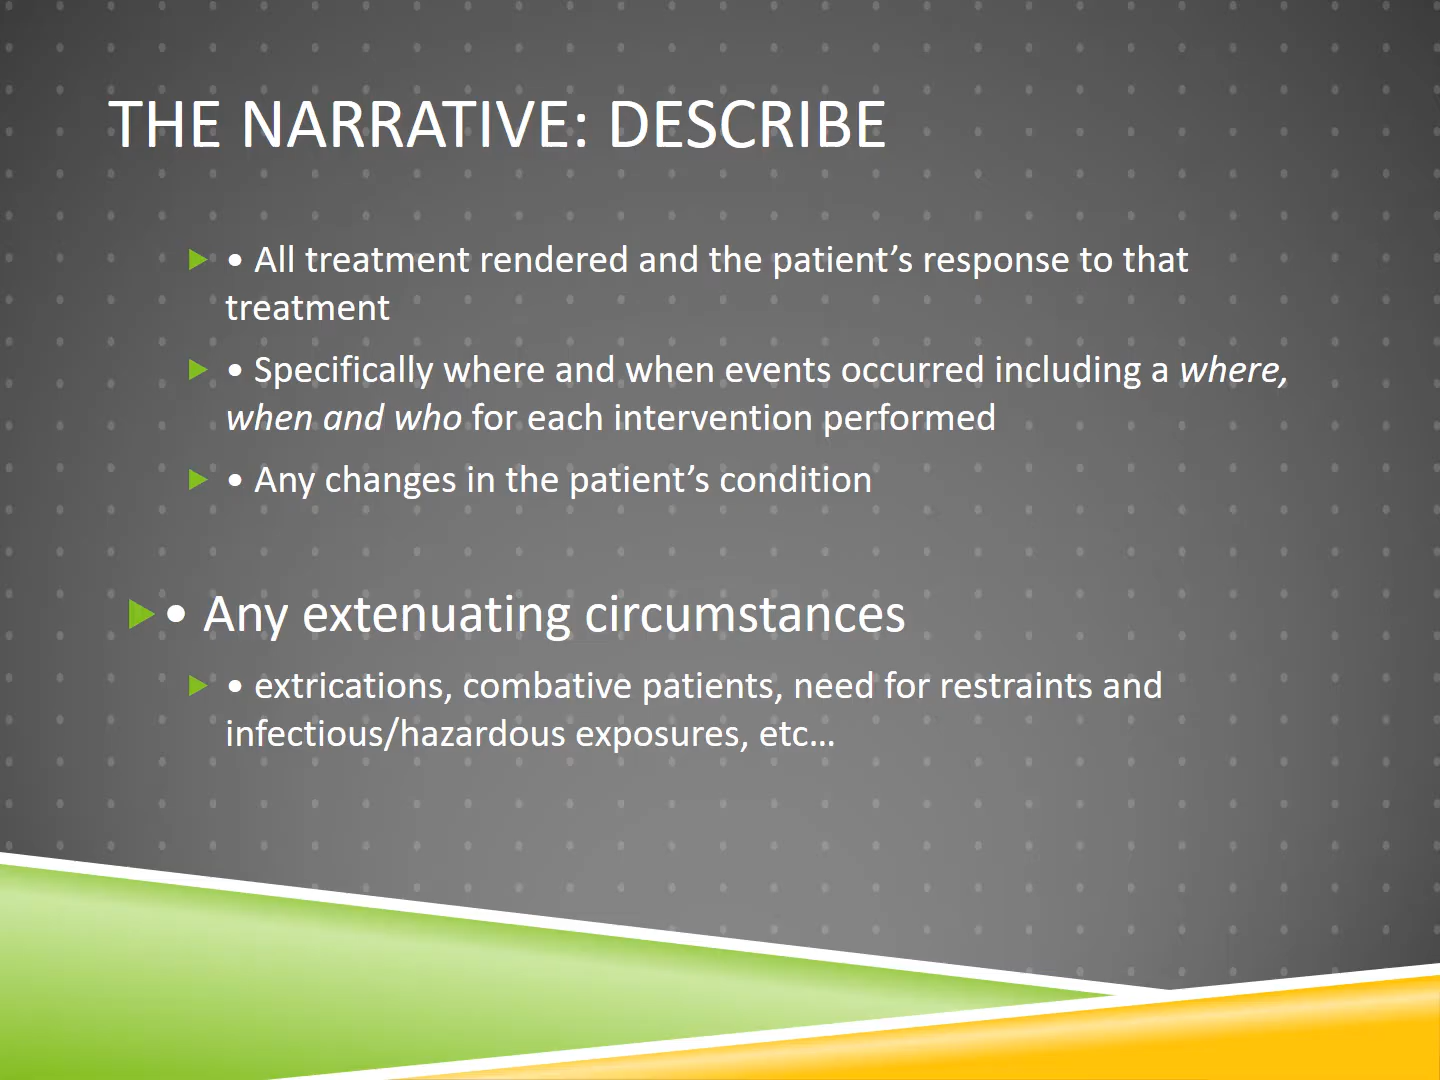 THE NARRATIVE: DESCRIBE
• All treatment rendered and the patient’s response to that
treatment
• Specifically where and when events occurred including a where,
when and who for each intervention performed
• Any changes in the patient’s condition
• Any extenuating circumstances
• extrications, combative patients, need for restraints and
infectious/hazardous exposures, etc…